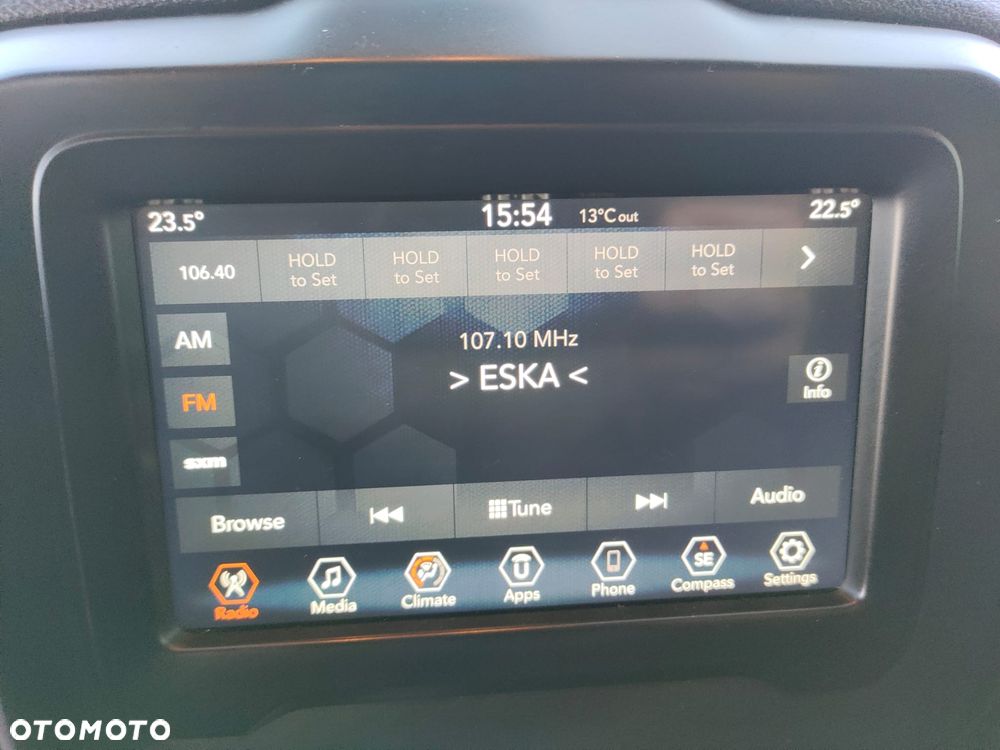 23.5° 15:54 13°C out 22.5°
106.40 HOLD to Set HOLD to Set HOLD to Set HOLD to Set HOLD to Set >
AM
107.10 MHz
> ESKA <
FM
Info
sxm
Browse Tune Audio
Radio Media Climate Apps Phone SE Compass Settings
OTOMOTO